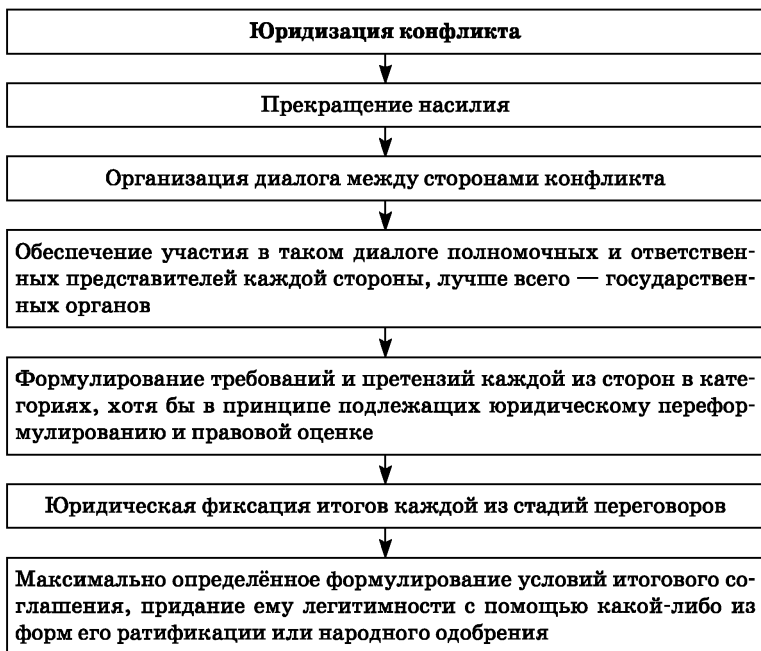 Юридизация конфликта
Прекращение насилия
Организация диалога между сторонами конфликта
Обеспечение участия в таком диалоге полномочных и ответствен-
ных представителей каждой стороны, лучше всего — государствен-
ных органов
Формулирование требований и претензий каждой из сторон в кате-
гориях, хотя бы в принципе подлежащих юридическому перефор-
мулированию и правовой оценке
Юридическая фиксация итогов каждой из стадий переговоров
Максимально определённое формулирование условий итогового со-
глашения, придание ему легитимности с помощью какой-либо из
форм его ратификации или народного одобрения